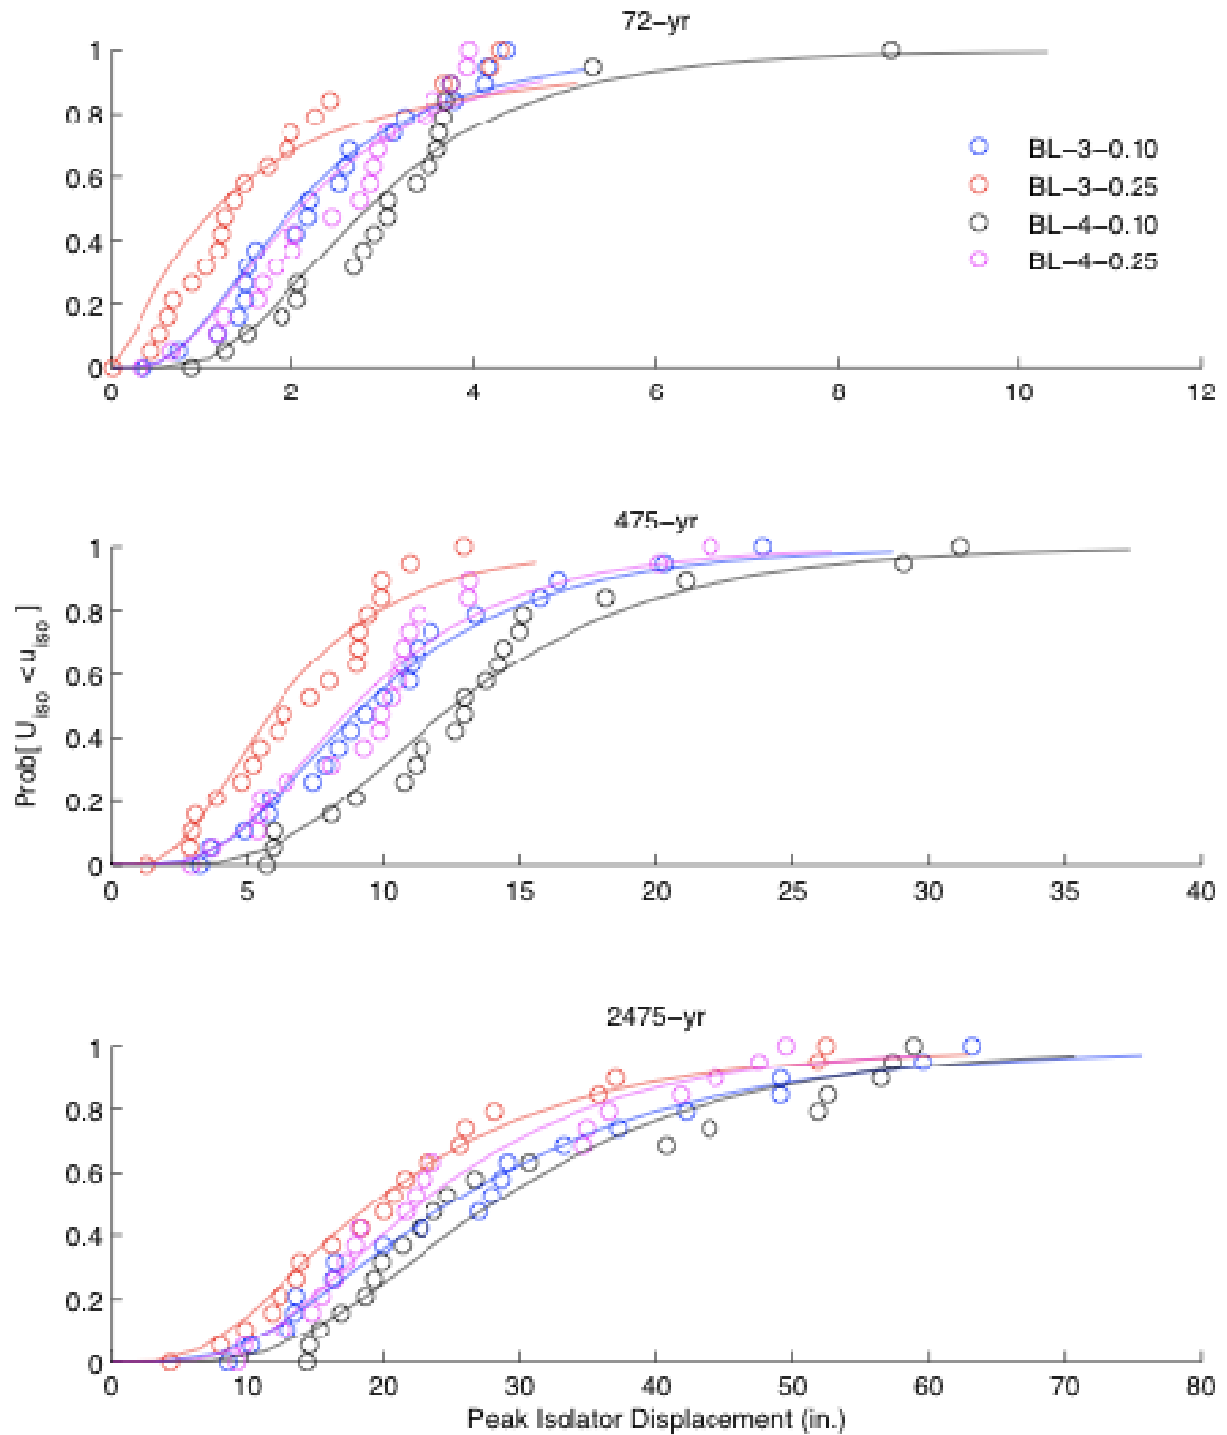 72-yr
1
0.8
0.6
0.4
0.2
0
0 2 4 6 8 10 12
BL-3-0.10
BL-3-0.25
BL-4-0.10
BL-4-0.25
475-yr
1
0.8
0.6
0.4
0.2
0
0 5 10 15 20 25 30 35 40
Prob[ U_iso < u_iso ]
2475-yr
1
0.8
0.6
0.4
0.2
0
0 10 20 30 40 50 60 70 80
Peak Isolator Displacement (in.)